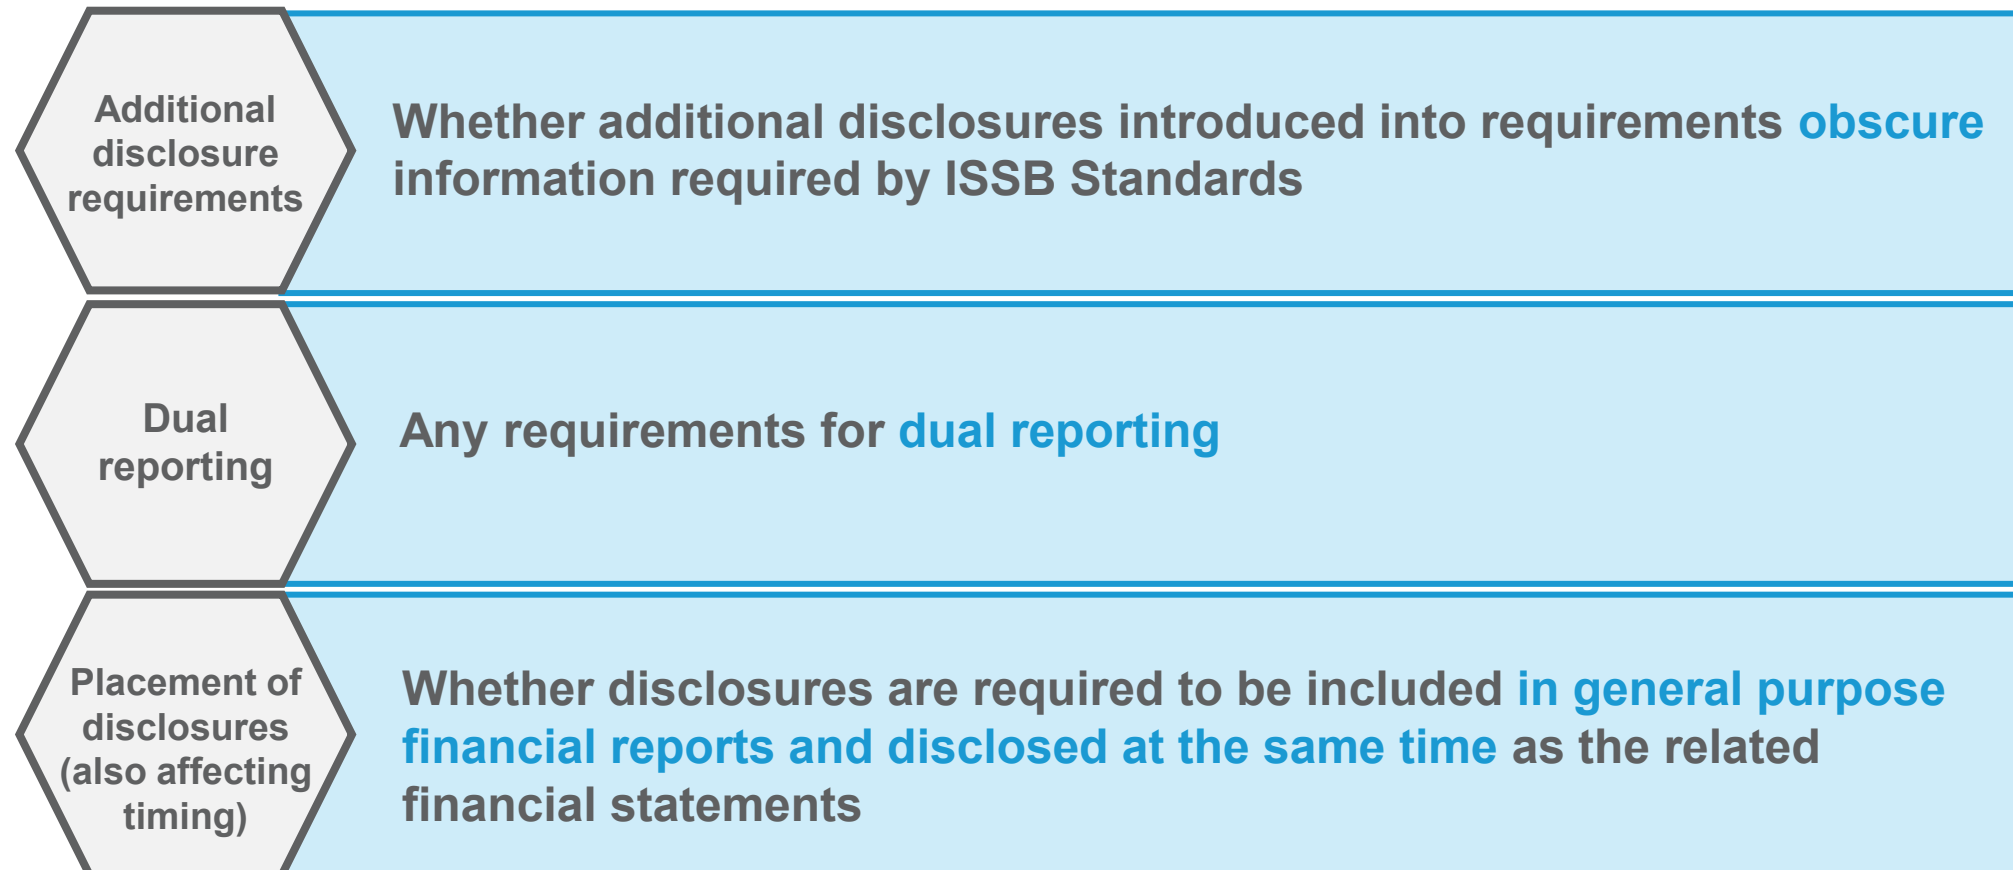 Additional
disclosure
requirements
Whether additional disclosures introduced into requirements obscure
information required by ISSB Standards
Dual
reporting
Any requirements for dual reporting
Placement of
disclosures
(also affecting
timing)
Whether disclosures are required to be included in general purpose
financial reports and disclosed at the same time as the related
financial statements